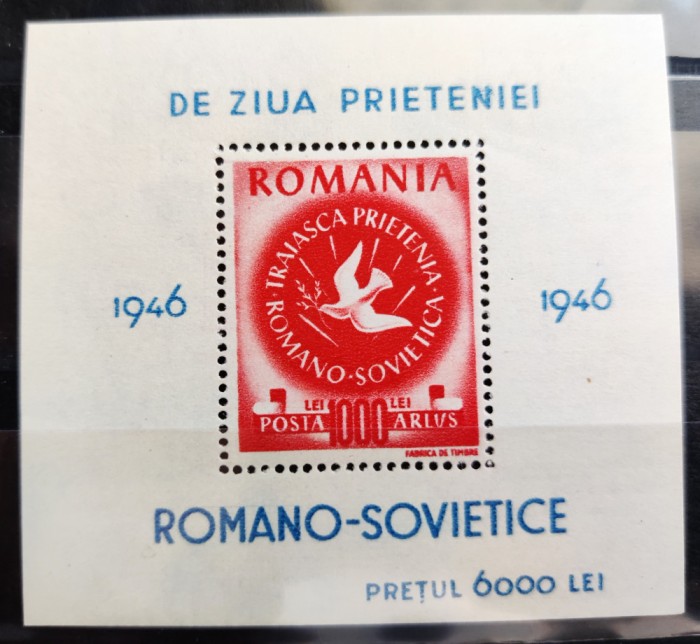 DE ZIUA PRIETENIEI
ROMANIA
TRAIASCA PRIETENIA
ROMANO-SOVIETICA
1946
1946
LEI 1000 LEI
POSTA ARLUS
FABRICA DE TIMBRE
ROMANO-SOVIETICE
PREȚUL 6000 LEI